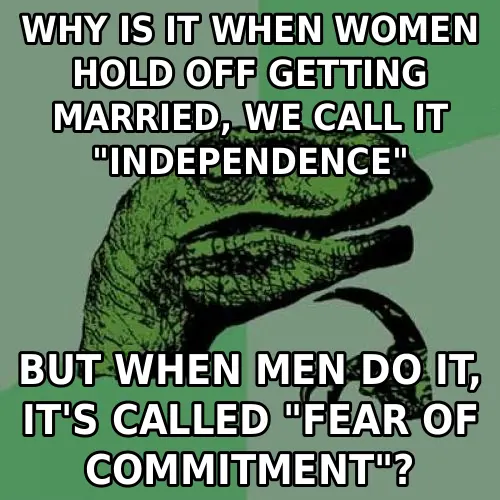 WHY IS IT WHEN WOMEN
HOLD OFF GETTING
MARRIED, WE CALL IT
"INDEPENDENCE"
BUT WHEN MEN DO IT,
IT'S CALLED "FEAR OF
COMMITMENT"?